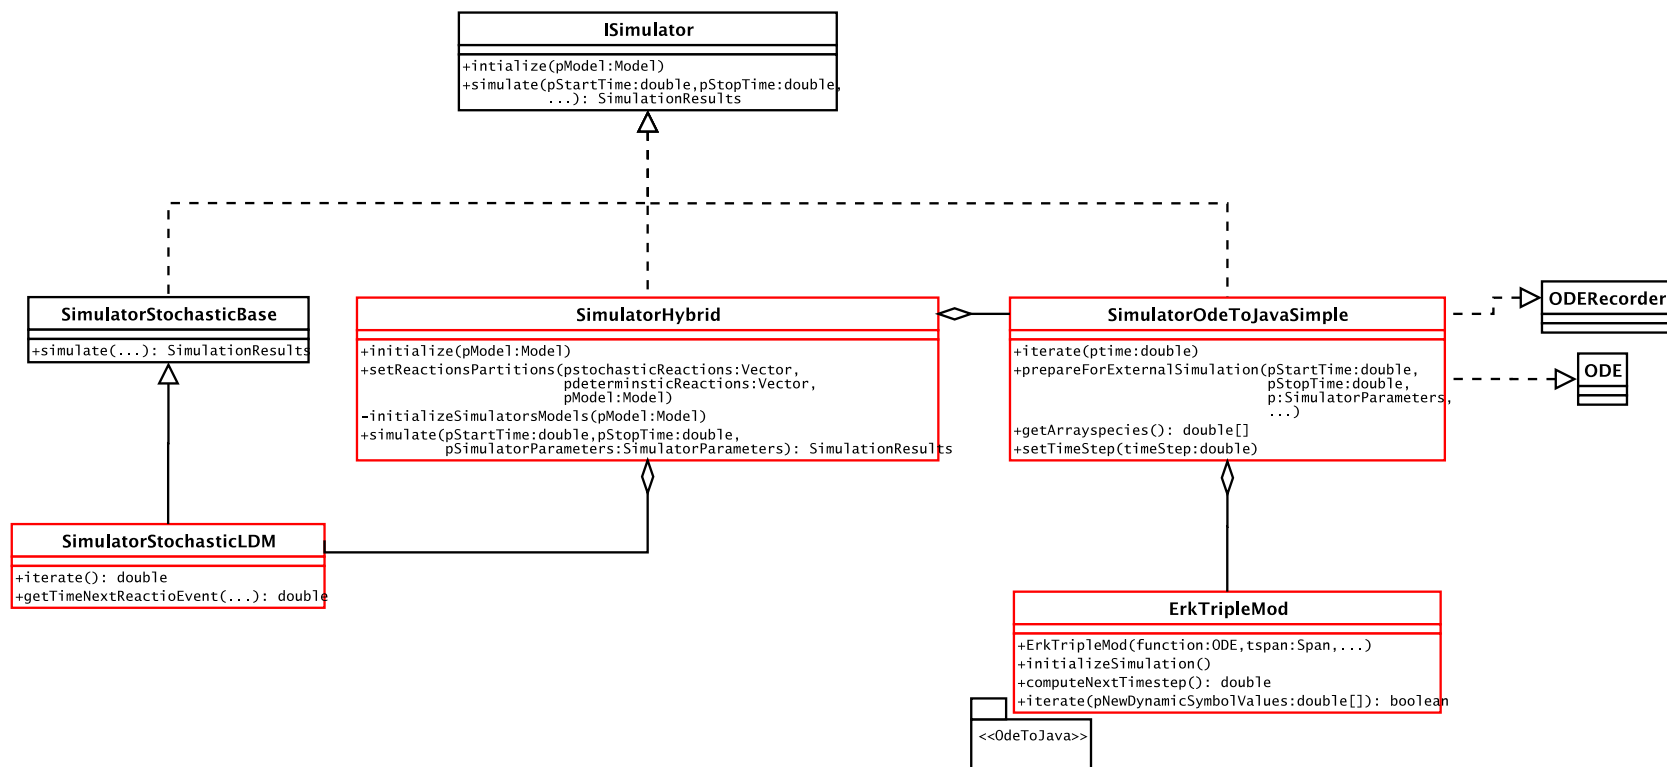 ISimulator
+intialize(pModel:Model)
+simulate(pStartTime:double,pStopTime:double,
...): SimulationResults
SimulatorStochasticBase
+simulate(...): SimulationResults
SimulatorHybrid
+initialize(pModel:Model)
+setReactionsPartitions(pstochasticReactions:Vector,
pdeterminsticReactions:Vector,
pModel:Model)
-initializeSimulatorsModels(pModel:Model)
+simulate(pStartTime:double,pStopTime:double,
pSimulatorParameters:SimulatorParameters): SimulationResults
SimulatorOdeToJavaSimple
+iterate(ptime:double)
+prepareForExternalSimulation(pStartTime:double,
pStopTime:double,
p:SimulatorParameters,
...)
+getArrayspecies(): double[]
+setTimeStep(timeStep:double)
ODERecorder
ODE
SimulatorStochasticLDM
+iterate(): double
+getTimeNextReactioEvent(...): double
ErkTripleMod
+ErkTripleMod(function:ODE,tspan:Span,...)
+initializeSimulation()
+computeNextTimestep(): double
+iterate(pNewDynamicSymbolValues:double[]): boolean
<<OdeToJava>>